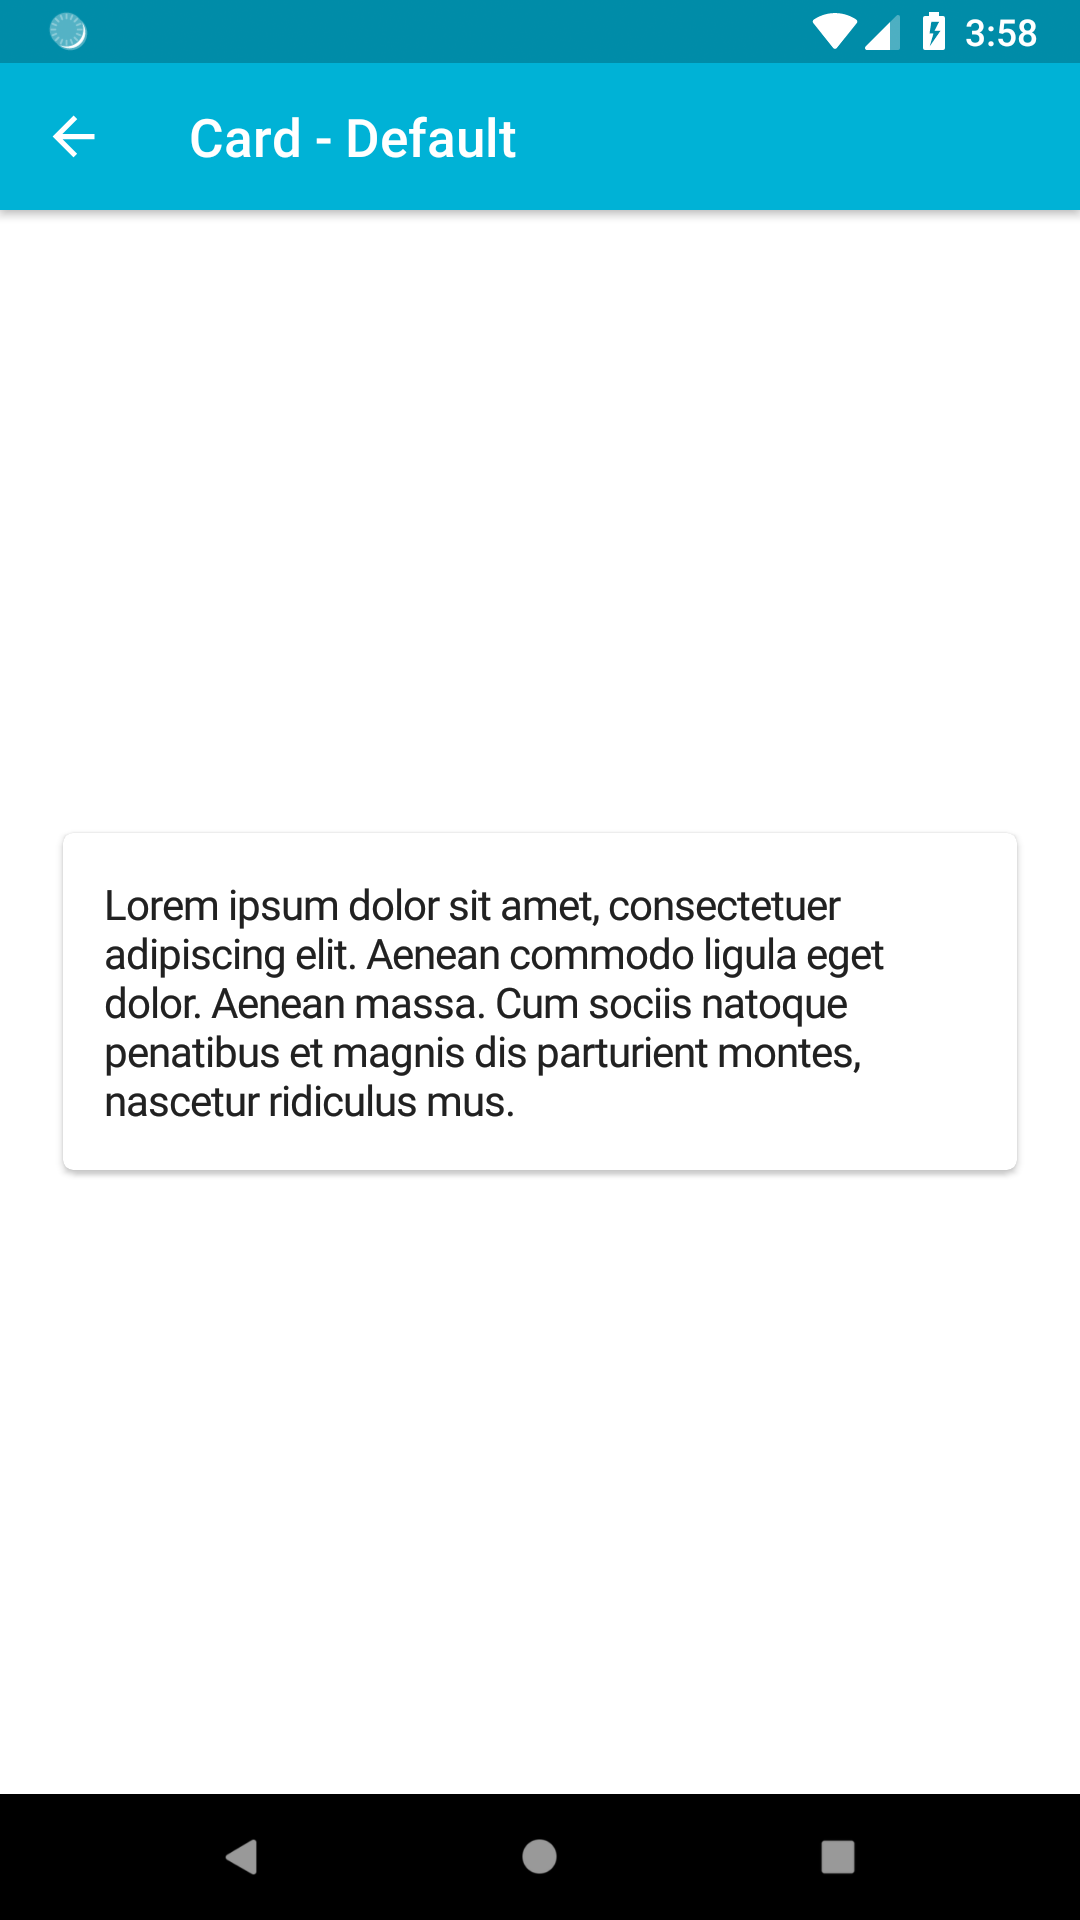 3:58
Card - Default
Lorem ipsum dolor sit amet, consectetuer
adipiscing elit. Aenean commodo ligula eget
dolor. Aenean massa. Cum sociis natoque
penatibus et magnis dis parturient montes,
nascetur ridiculus mus.